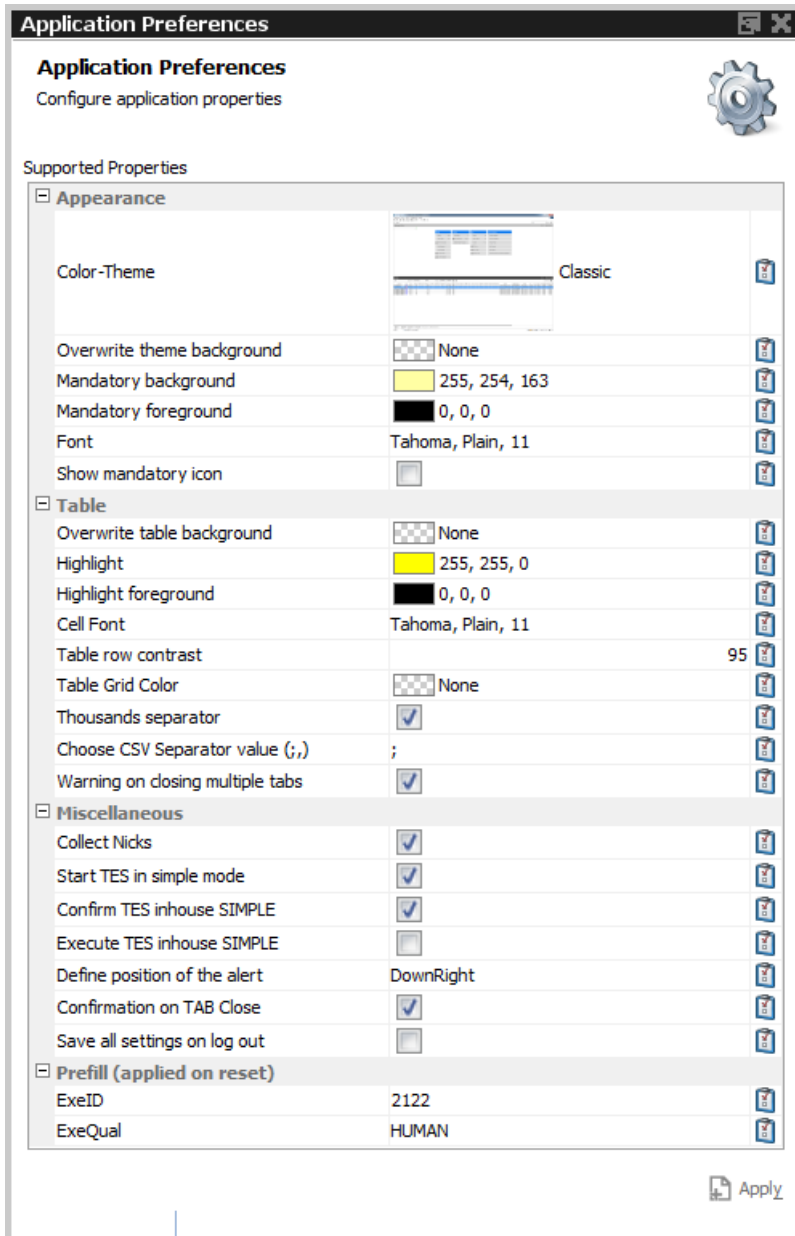 Application Preferences
Application Preferences
Configure application properties
Supported Properties
Appearance
Color-Theme Classic
Overwrite theme background None
Mandatory background 255, 254, 163
Mandatory foreground 0, 0, 0
Font Tahoma, Plain, 11
Show mandatory icon
Table
Overwrite table background None
Highlight 255, 255, 0
Highlight foreground 0, 0, 0
Cell Font Tahoma, Plain, 11
Table row contrast 95
Table Grid Color None
Thousands separator
Choose CSV Separator value (;,) ;
Warning on closing multiple tabs
Miscellaneous
Collect Nicks
Start TES in simple mode
Confirm TES inhouse SIMPLE
Execute TES inhouse SIMPLE
Define position of the alert DownRight
Confirmation on TAB Close
Save all settings on log out
Prefill (applied on reset)
ExeID 2122
ExeQual HUMAN
Apply